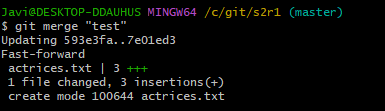 Javi@DESKTOP-DDAUHUS MINGW64 /c/git/s2r1 (master)
$ git merge "test"
Updating 593e3fa..7e01ed3
Fast-forward
 actrices.txt | 3 +++
 1 file changed, 3 insertions(+)
 create mode 100644 actrices.txt